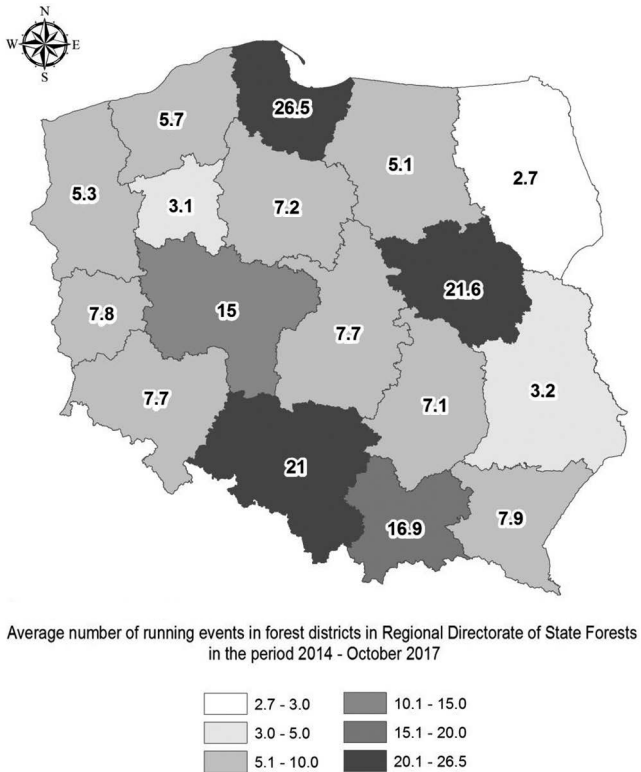 N
W E
S
26.5
5.7
5.1
2.7
5.3
3.1
7.2
21.6
7.8
15
7.7
3.2
7.7
7.1
21
16.9
7.9
Average number of running events in forest districts in Regional Directorate of State Forests
in the period 2014 - October 2017
2.7 - 3.0
10.1 - 15.0
3.0 - 5.0
15.1 - 20.0
5.1 - 10.0
20.1 - 26.5